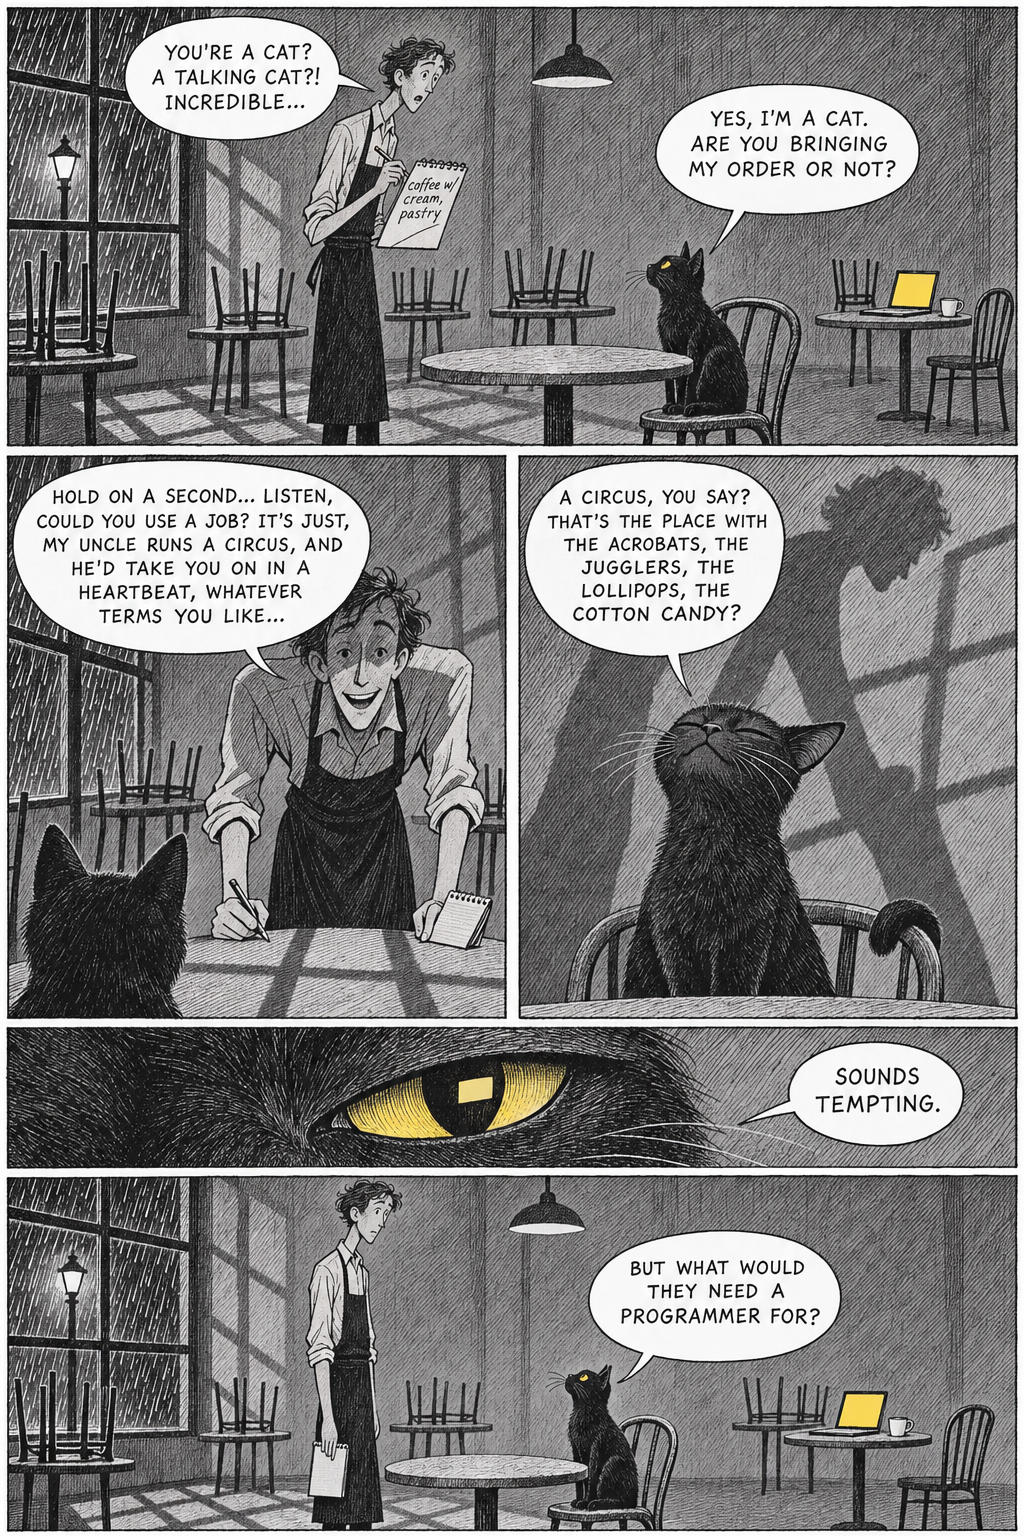 YOU'RE A CAT?
A TALKING CAT?!
INCREDIBLE...
coffee w/
cream,
pastry
YES, I'M A CAT.
ARE YOU BRINGING
MY ORDER OR NOT?
HOLD ON A SECOND... LISTEN,
COULD YOU USE A JOB? IT'S JUST,
MY UNCLE RUNS A CIRCUS, AND
HE'D TAKE YOU ON IN A
HEARTBEAT, WHATEVER
TERMS YOU LIKE...
A CIRCUS, YOU SAY?
THAT'S THE PLACE WITH
THE ACROBATS, THE
JUGGLERS, THE
LOLLIPOPS, THE
COTTON CANDY?
SOUNDS
TEMPTING.
BUT WHAT WOULD
THEY NEED A
PROGRAMMER FOR?